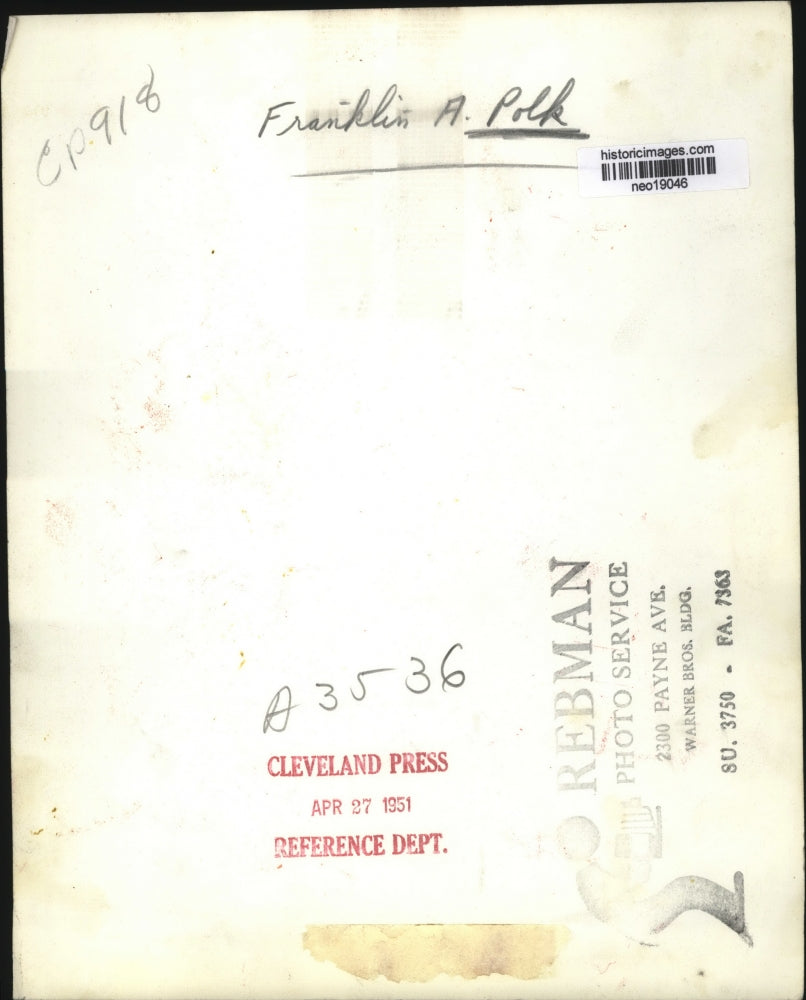 CP918
Franklin A. Polk
historicimages.com
neo19046
A3536
CLEVELAND PRESS
APR 27 1951
REFERENCE DEPT.
REBMAN
PHOTO SERVICE
2300 PAYNE AVE.
WARNER BROS. BLDG.
SU. 3750 - FA. 7363